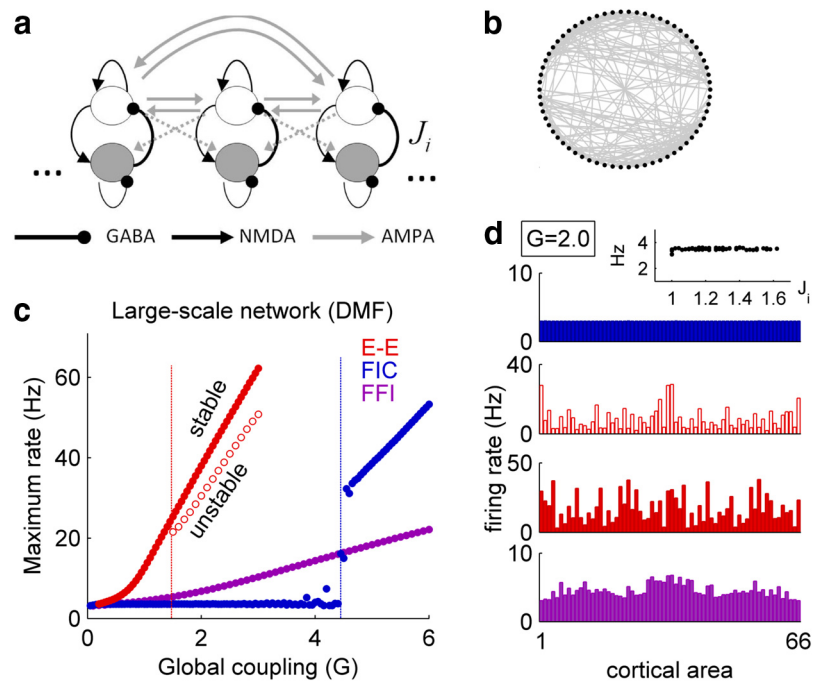 a
J_i
...
...
GABA NMDA AMPA
b
c
Large-scale network (DMF)
E-E
FIC
FFI
stable
unstable
Maximum rate (Hz)
60
40
20
0
0 2 4 6
Global coupling (G)
d
G=2.0
Hz
4
2
1 1.2 1.4 1.6
J_i
10
0
40
0
50
0
10
0
firing rate (Hz)
1 66
cortical area